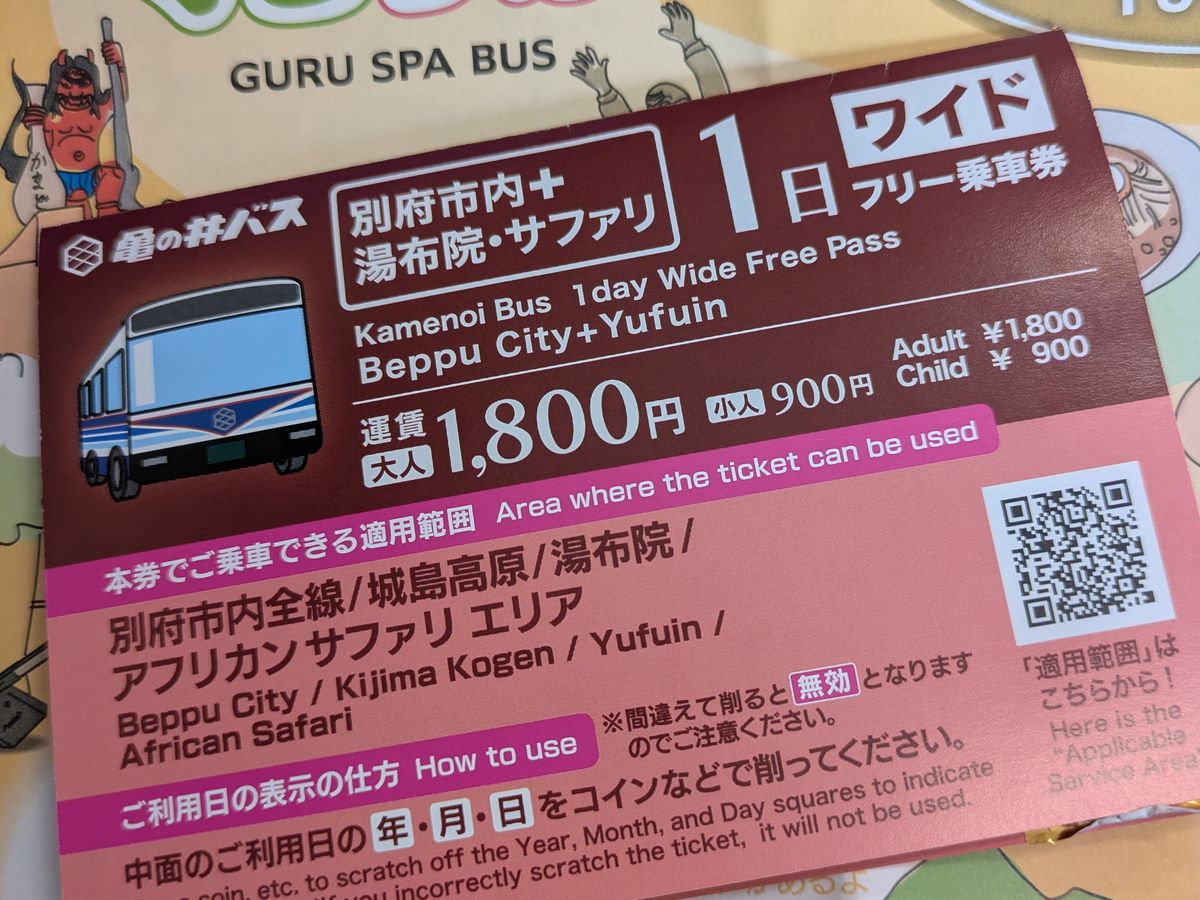 GURU SPA BUS
かま
亀の井バス
別府市内+
湯布院・サファリ
1日
ワイド
フリー乗車券
Kamenoi Bus 1day Wide Free Pass
Beppu City+Yufuin
運賃
大人 1,800円 小人 900円
Adult ¥1,800
Child ¥ 900
本券でご乗車できる適用範囲 Area where the ticket can be used
別府市内全線/城島高原/湯布院/
アフリカンサファリ エリア
Beppu City / Kijima Kogen / Yufuin /
African Safari
「適用範囲」は
こちらから!
Here is the
"Applicable
Service Area
ご利用日の表示の仕方 How to use
※間違えて削ると無効となります
のでご注意ください。
中面のご利用日の年・月・日をコインなどで削ってください。
coin, etc. to scratch off the Year, Month, and Day squares to indicate
you incorrectly scratch the ticket, it will not be used.
があるよ